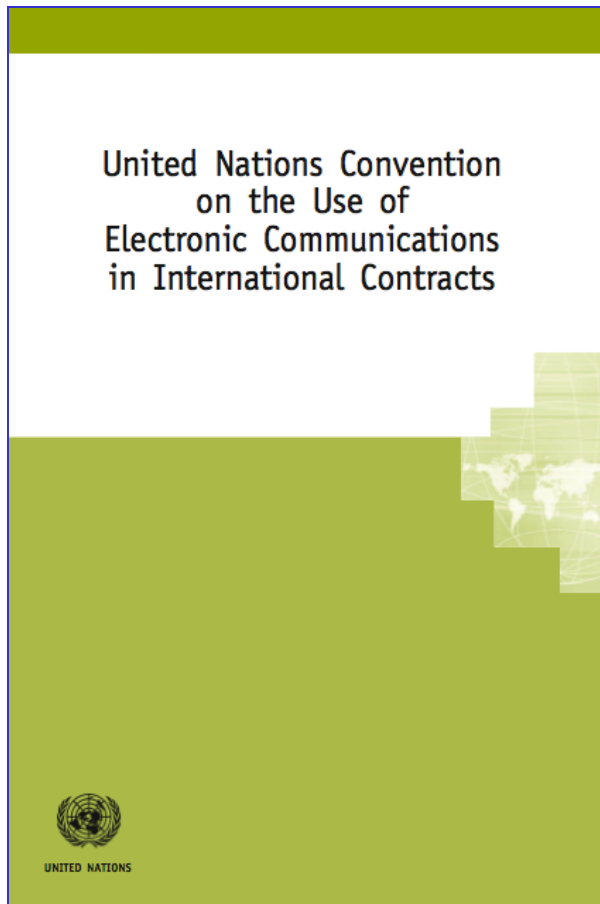 United Nations Convention
on the Use of
Electronic Communications
in International Contracts
UNITED NATIONS